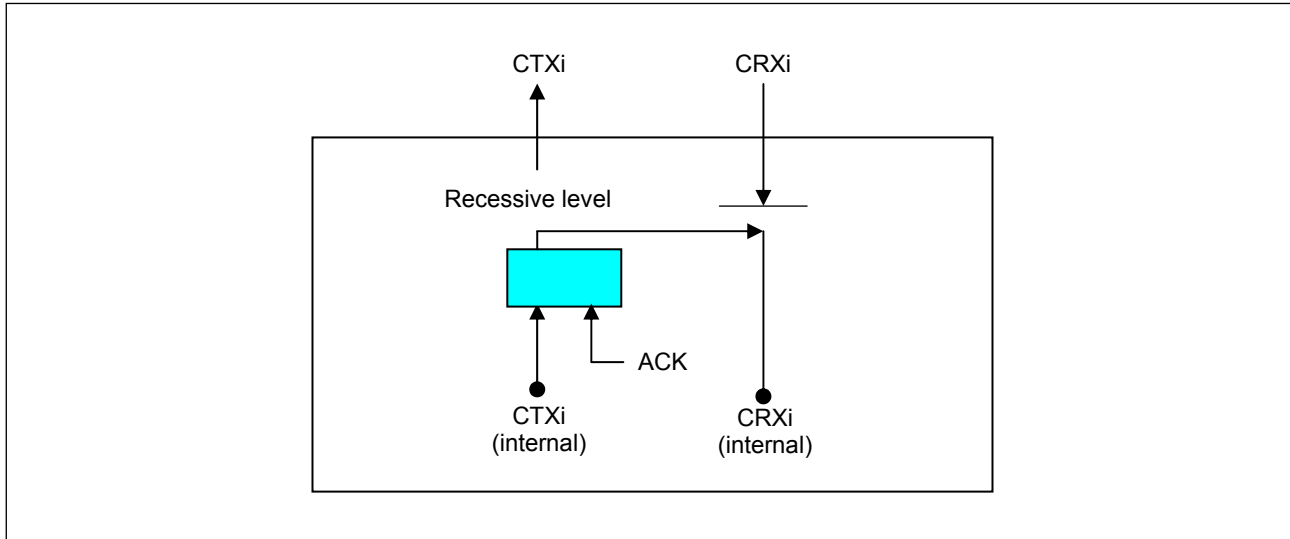 CTXi
CRXi
Recessive level
ACK
CTXi
(internal)
CRXi
(internal)